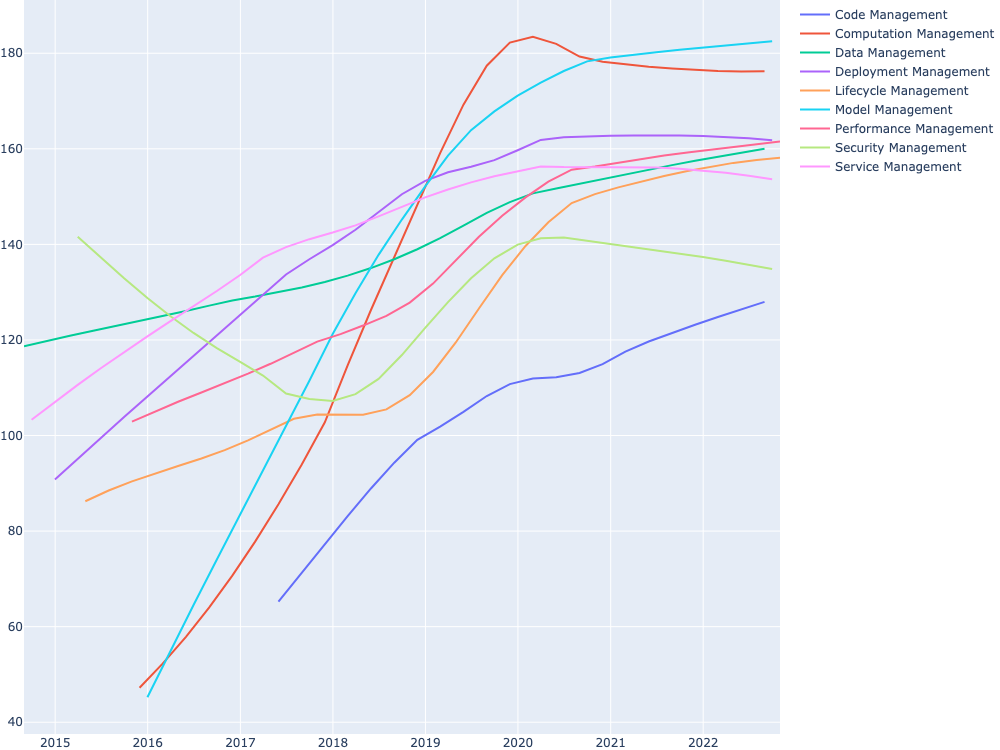 Code Management
Computation Management
Data Management
Deployment Management
Lifecycle Management
Model Management
Performance Management
Security Management
Service Management
180
160
140
120
100
80
60
40
2015 2016 2017 2018 2019 2020 2021 2022